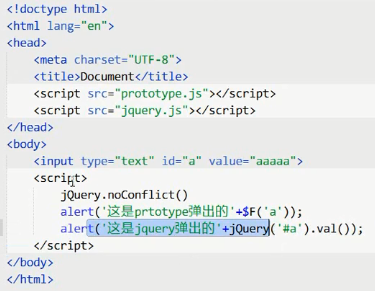 <!doctype html>
<html lang="en">
<head>
<meta charset="UTF-8">
<title>Document</title>
<script src="prototype.js"></script>
<script src="jquery.js"></script>
</head>
<body>
<input type="text" id="a" value="aaaaa">
<script>
jQuery.noConflict()
alert('这是prtotype弹出的'+$F('a'));
alert('这是jquery弹出的'+jQuery('#a').val());
</script>
</body>
</html>